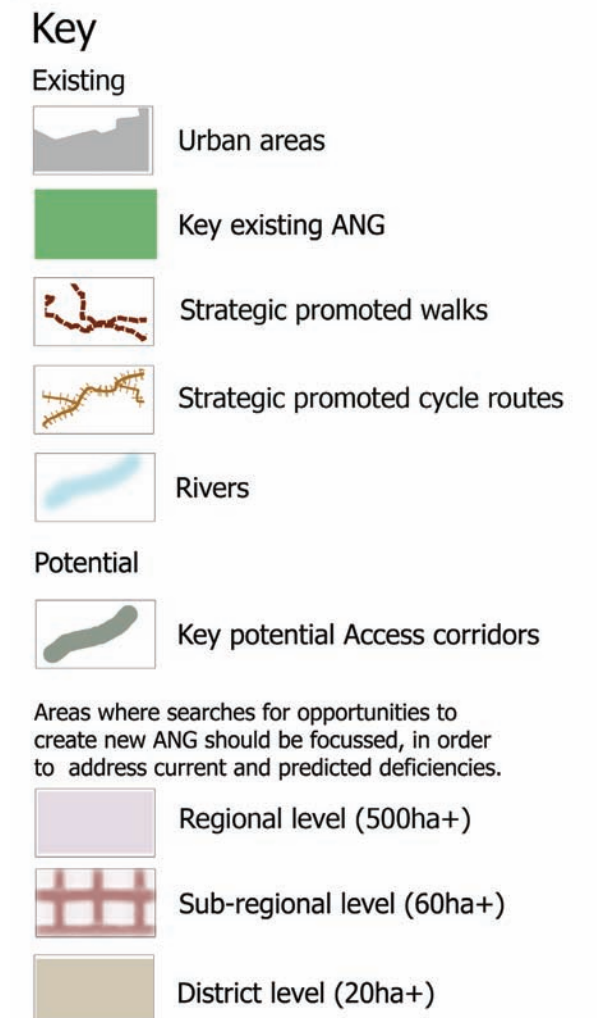 Key
Existing
Urban areas
Key existing ANG
Strategic promoted walks
Strategic promoted cycle routes
Rivers
Potential
Key potential Access corridors
Areas where searches for opportunities to
create new ANG should be focussed, in order
to address current and predicted deficiencies.
Regional level (500ha+)
Sub-regional level (60ha+)
District level (20ha+)